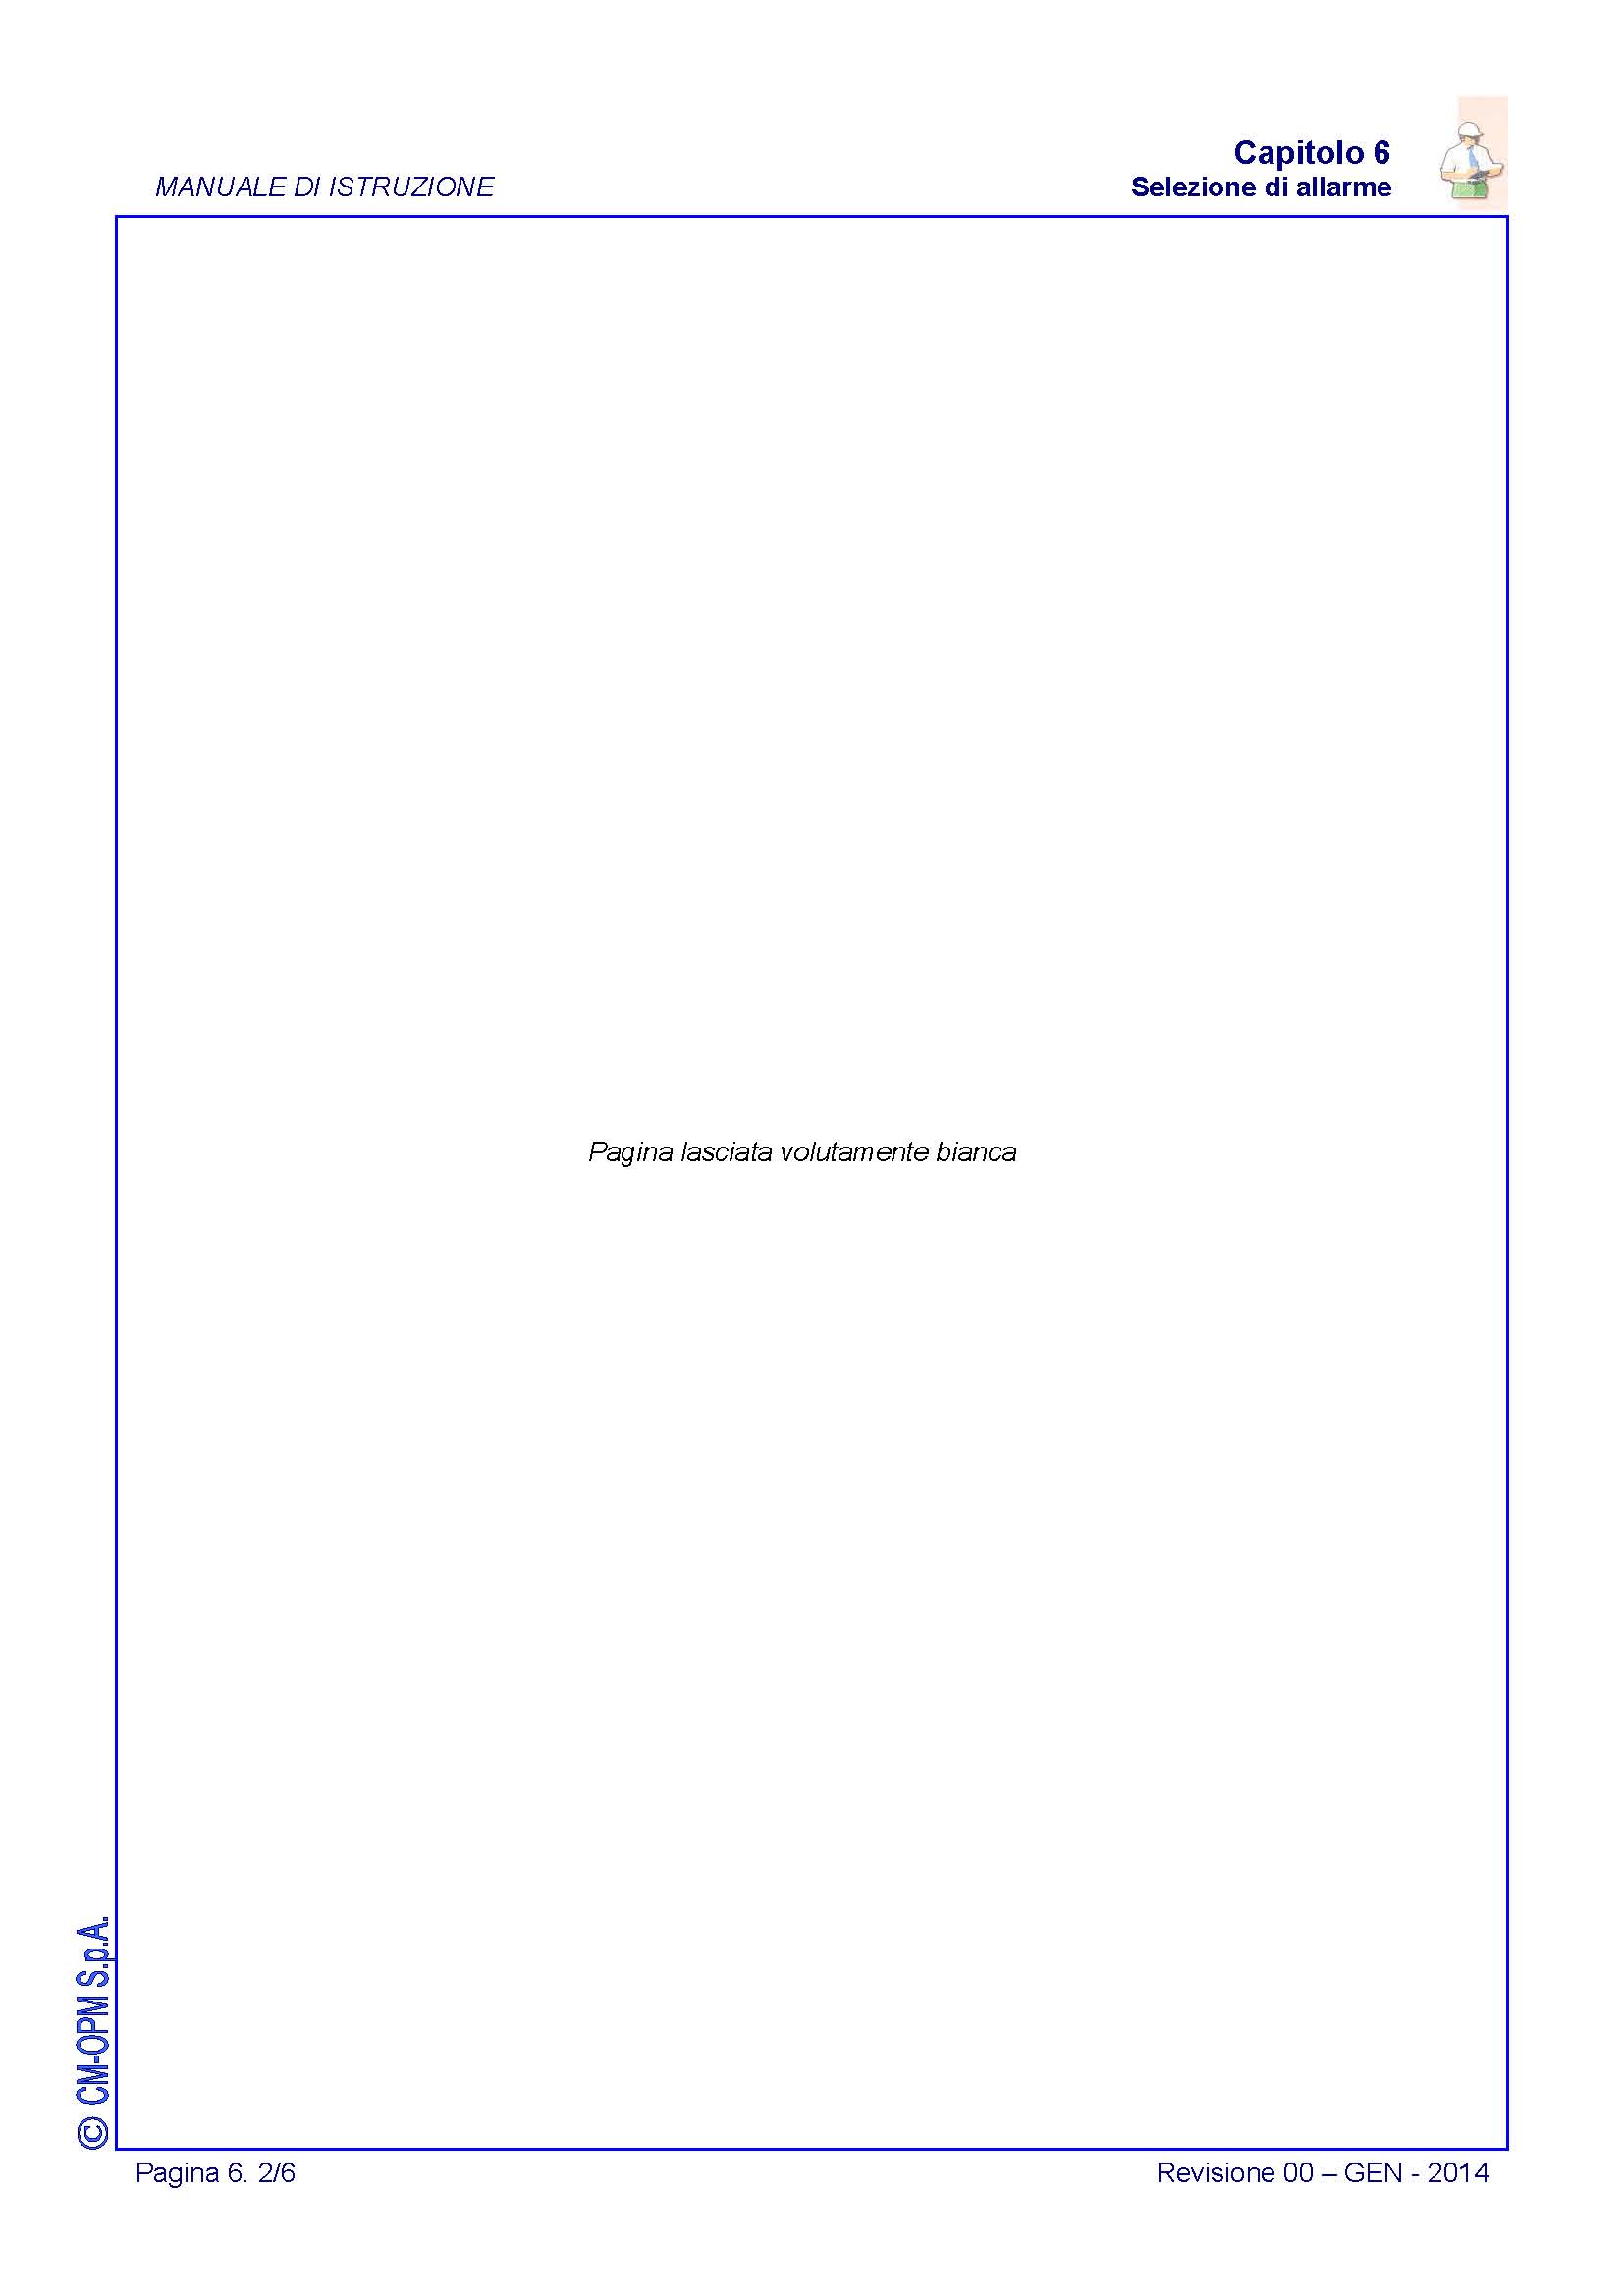 MANUALE DI ISTRUZIONE
Capitolo 6
Selezione di allarme
Pagina lasciata volutamente bianca
© CM-OPM S.p.A.
Pagina 6. 2/6
Revisione 00 – GEN - 2014